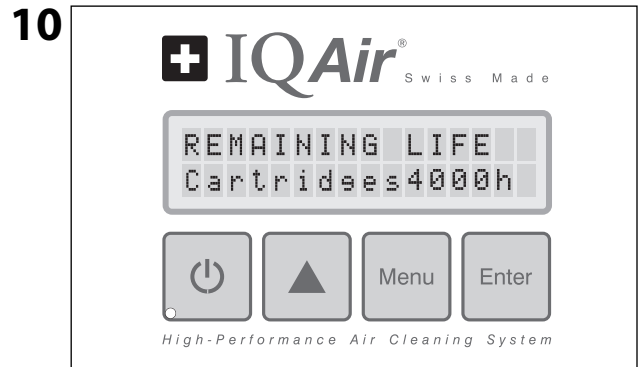 10
IQAir®
Swiss Made
REMAINING LIFE
Cartridges4000h
Menu Enter
High-Performance Air Cleaning System